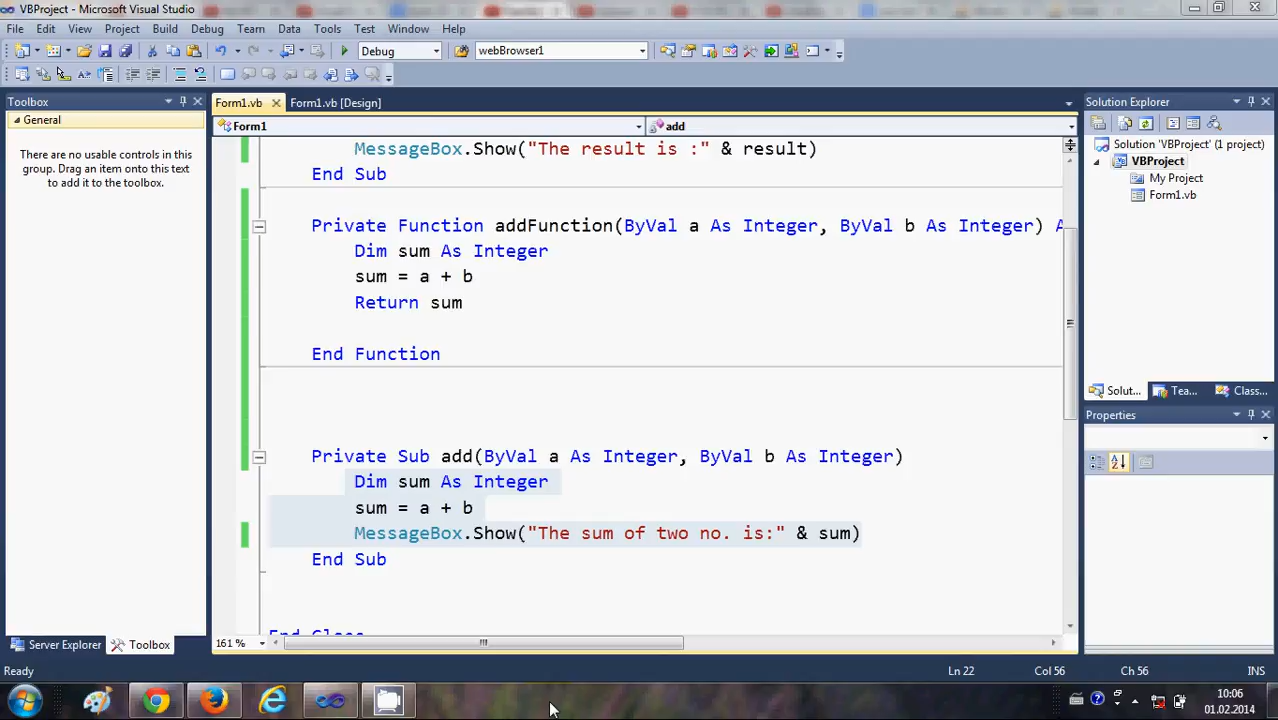 VBProject - Microsoft Visual Studio
File Edit View Project Build Debug Team Data Tools Test Window Help
Debug webBrowser1
Toolbox
General
There are no usable controls in this
group. Drag an item onto this text
to add it to the toolbox.
Server Explorer Toolbox
Form1.vb Form1.vb [Design]
Form1 add
MessageBox.Show("The result is :" & result)
End Sub
Private Function addFunction(ByVal a As Integer, ByVal b As Integer) A
Dim sum As Integer
sum = a + b
Return sum
End Function
Private Sub add(ByVal a As Integer, ByVal b As Integer)
Dim sum As Integer
sum = a + b
MessageBox.Show("The sum of two no. is:" & sum)
End Sub
End Class
161 %
Solution Explorer
Solution 'VBProject' (1 project)
VBProject
My Project
Form1.vb
Solut... Tea... Class...
Properties
Ready Ln 22 Col 56 Ch 56 INS
10:06
01.02.2014